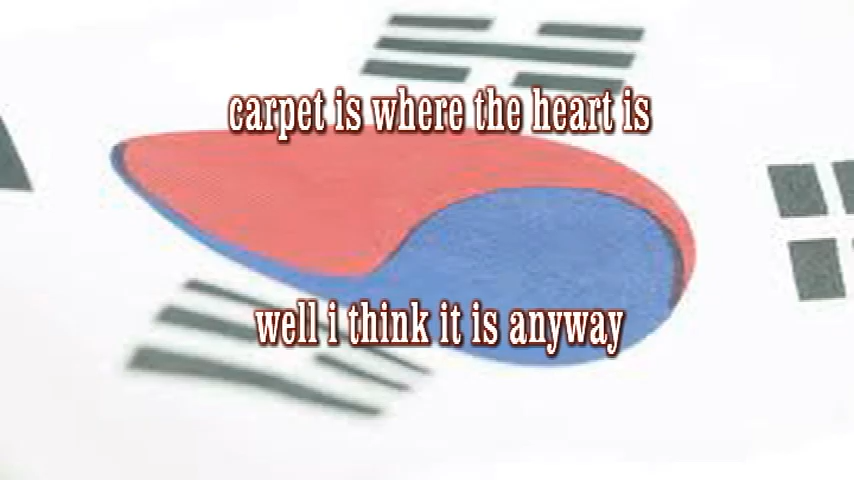 carpet is where the heart is
well i think it is anyway